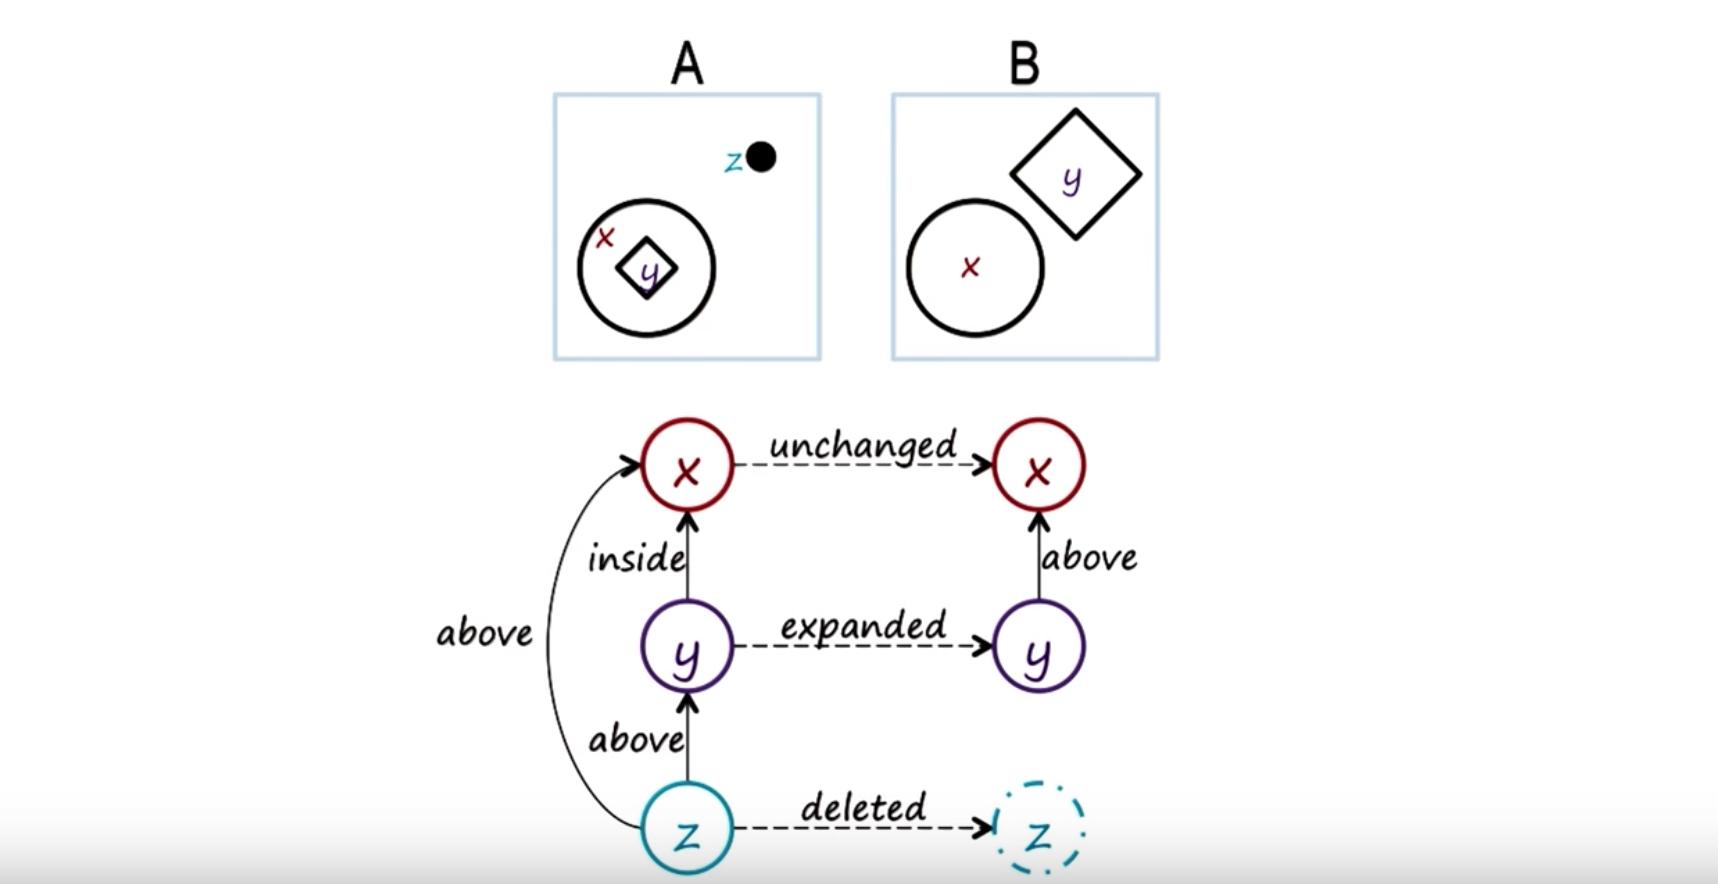 A B
z
y
x
y
x
x unchanged x
inside above
above
y expanded y
above
z deleted z